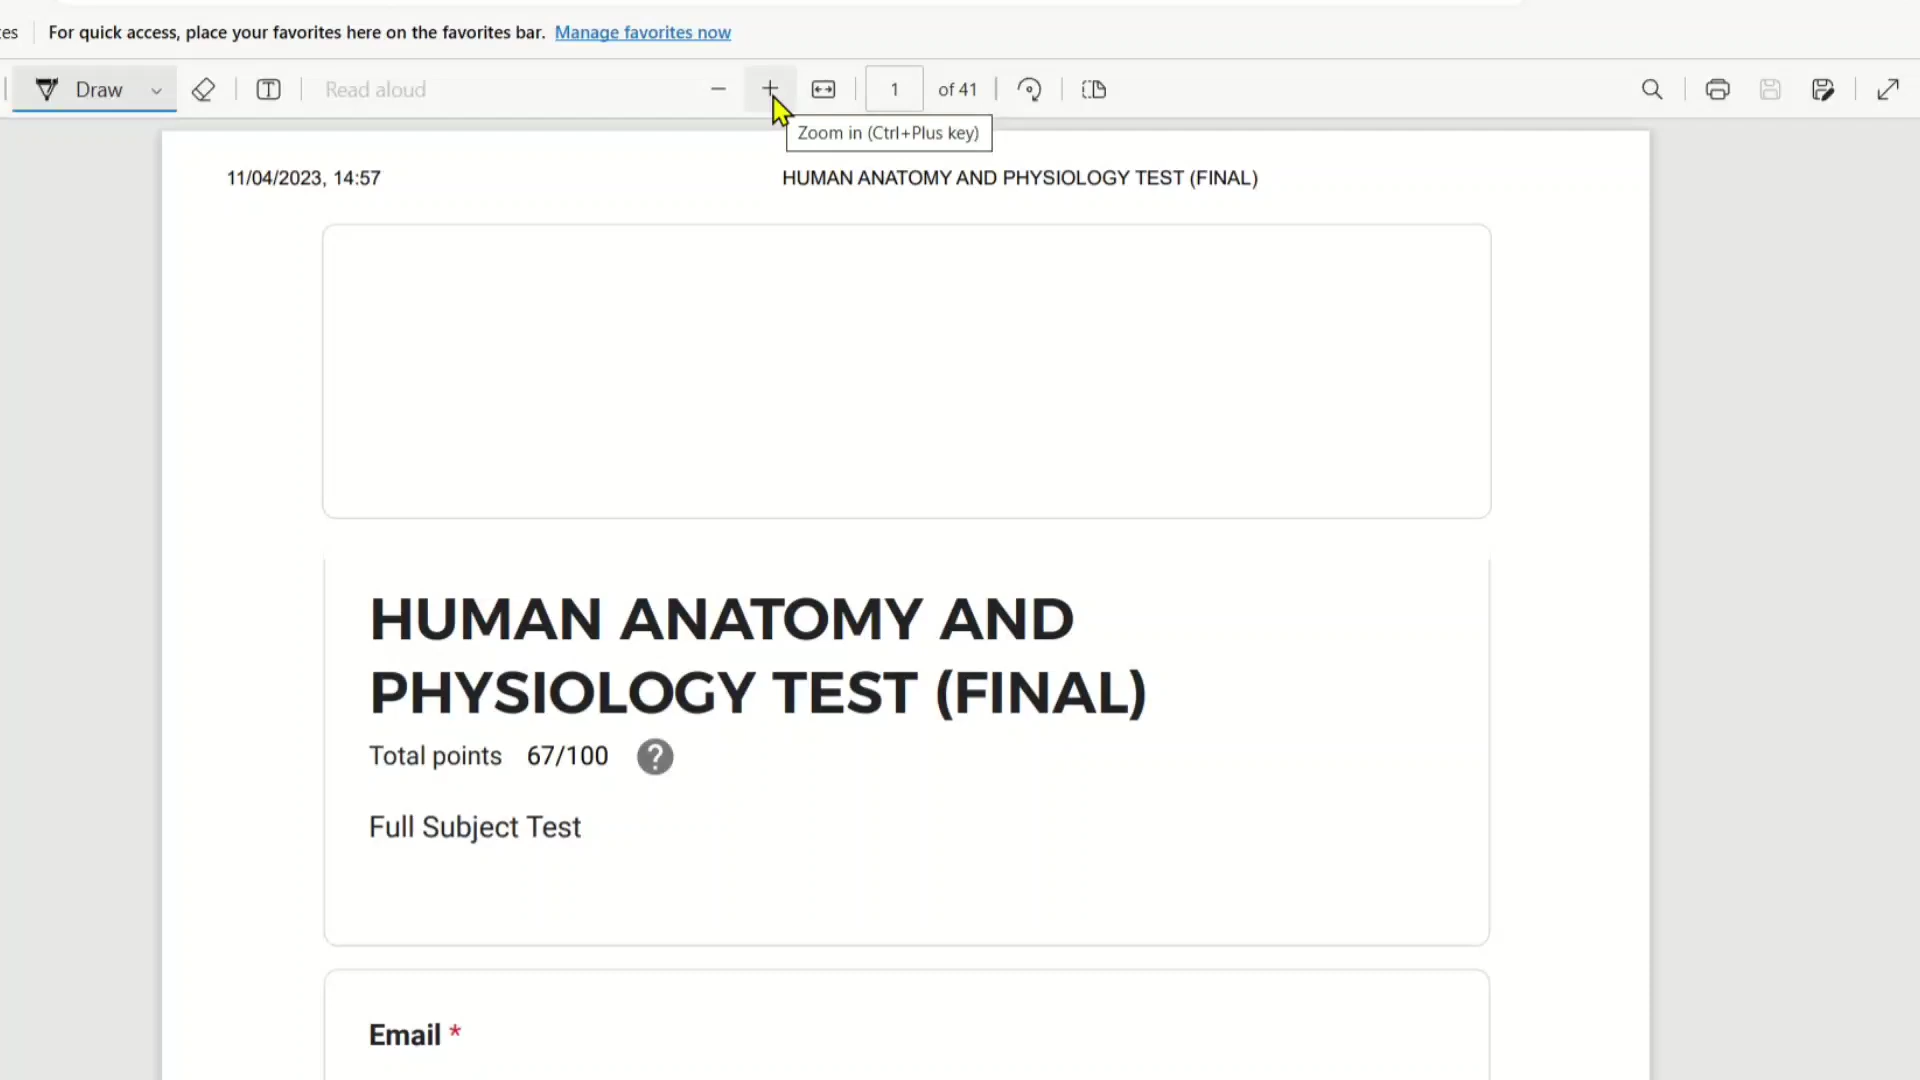 es For quick access, place your favorites here on the favorites bar. Manage favorites now
Draw Read aloud 1 of 41
Zoom in (Ctrl+Plus key)
11/04/2023, 14:57 HUMAN ANATOMY AND PHYSIOLOGY TEST (FINAL)
HUMAN ANATOMY AND
PHYSIOLOGY TEST (FINAL)
Total points 67/100 ?
Full Subject Test
Email *